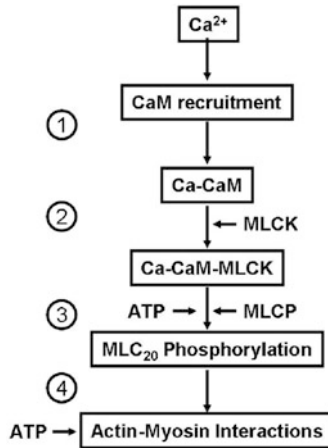 Ca²⁺
CaM recruitment
①
Ca-CaM
②
MLCK
Ca-CaM-MLCK
ATP
MLCP
③
MLC₂₀ Phosphorylation
④
ATP
Actin-Myosin Interactions